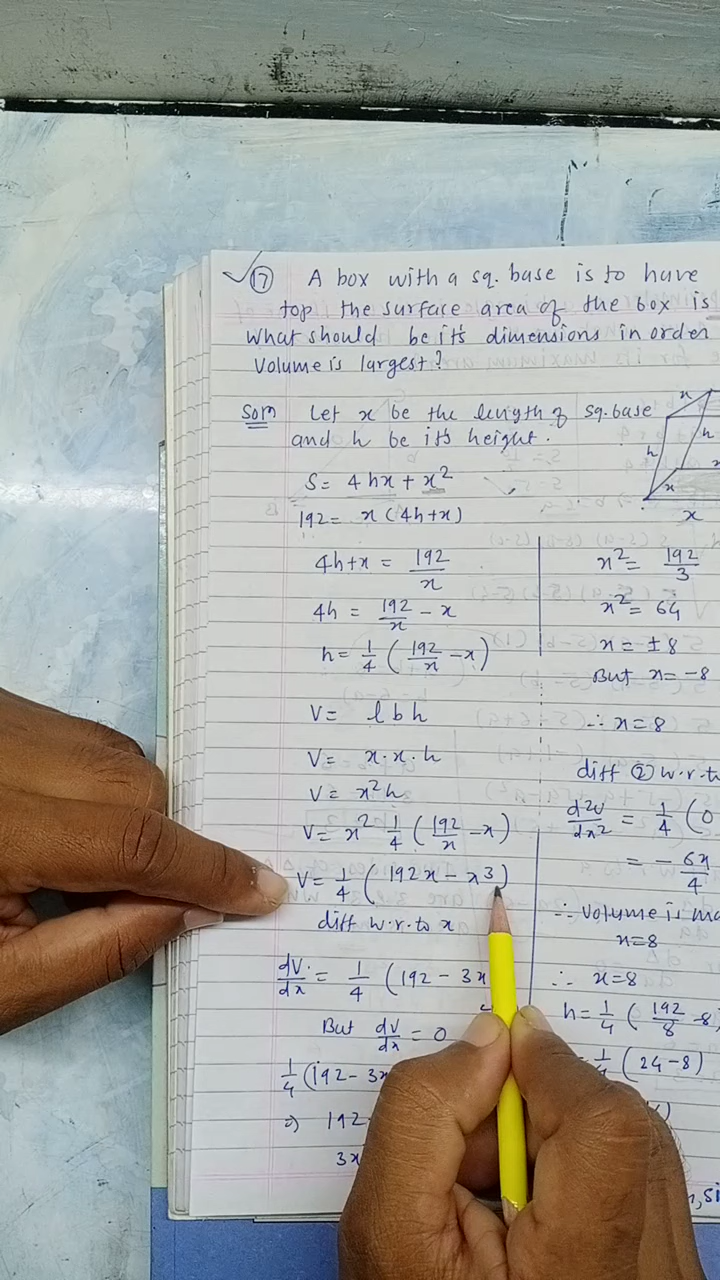 17 A box with a sq. base is to have
top the surface area of the box is
what should be its dimensions in order
Volume is largest?
Som Let x be the length of sq. base
and h be its height.
S = 4hx + x²
192 = x (4h+x)
4h+x = 192/x
4h = 192/x - x
h = 1/4 ( 192/x - x )
V = l b h
V = x·x·h
V = x²h
V = x² 1/4 ( 192/x - x )
V = 1/4 ( 192x - x3 )
diff w.r.to x
dV/dx = 1/4 ( 192 - 3x
But dV/dx = 0
1/4 (192 - 3x
⇒ 192
3x
h
x
x
x² = 192/3
x² = 64
x = ± 8
But x = -8
∴ x = 8
diff ② w.r.to
d²v/dx² = 1/4 ( 0
= - 6x/4
∴ Volume is ma
x=8
∴ x=8
h = 1/4 ( 192/8 - 8
1/4 ( 24-8 )